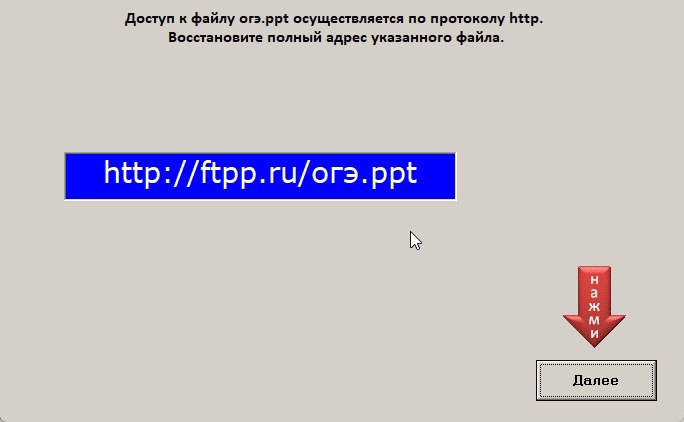 Доступ к файлу огэ.ppt осуществляется по протоколу http.
Восстановите полный адрес указанного файла.
http://ftpp.ru/огэ.ppt
нажми
Далее